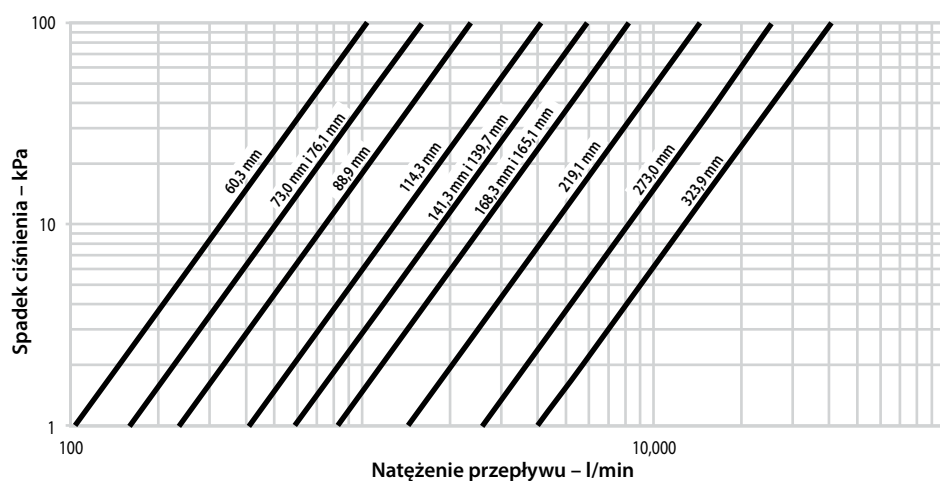 100
10
1
Spadek ciśnienia – kPa
60,3 mm
73,0 mm i 76,1 mm
88,9 mm
114,3 mm
141,3 mm i 139,7 mm
168,3 mm i 165,1 mm
219,1 mm
273,0 mm
323,9 mm
100
10,000
Natężenie przepływu – l/min